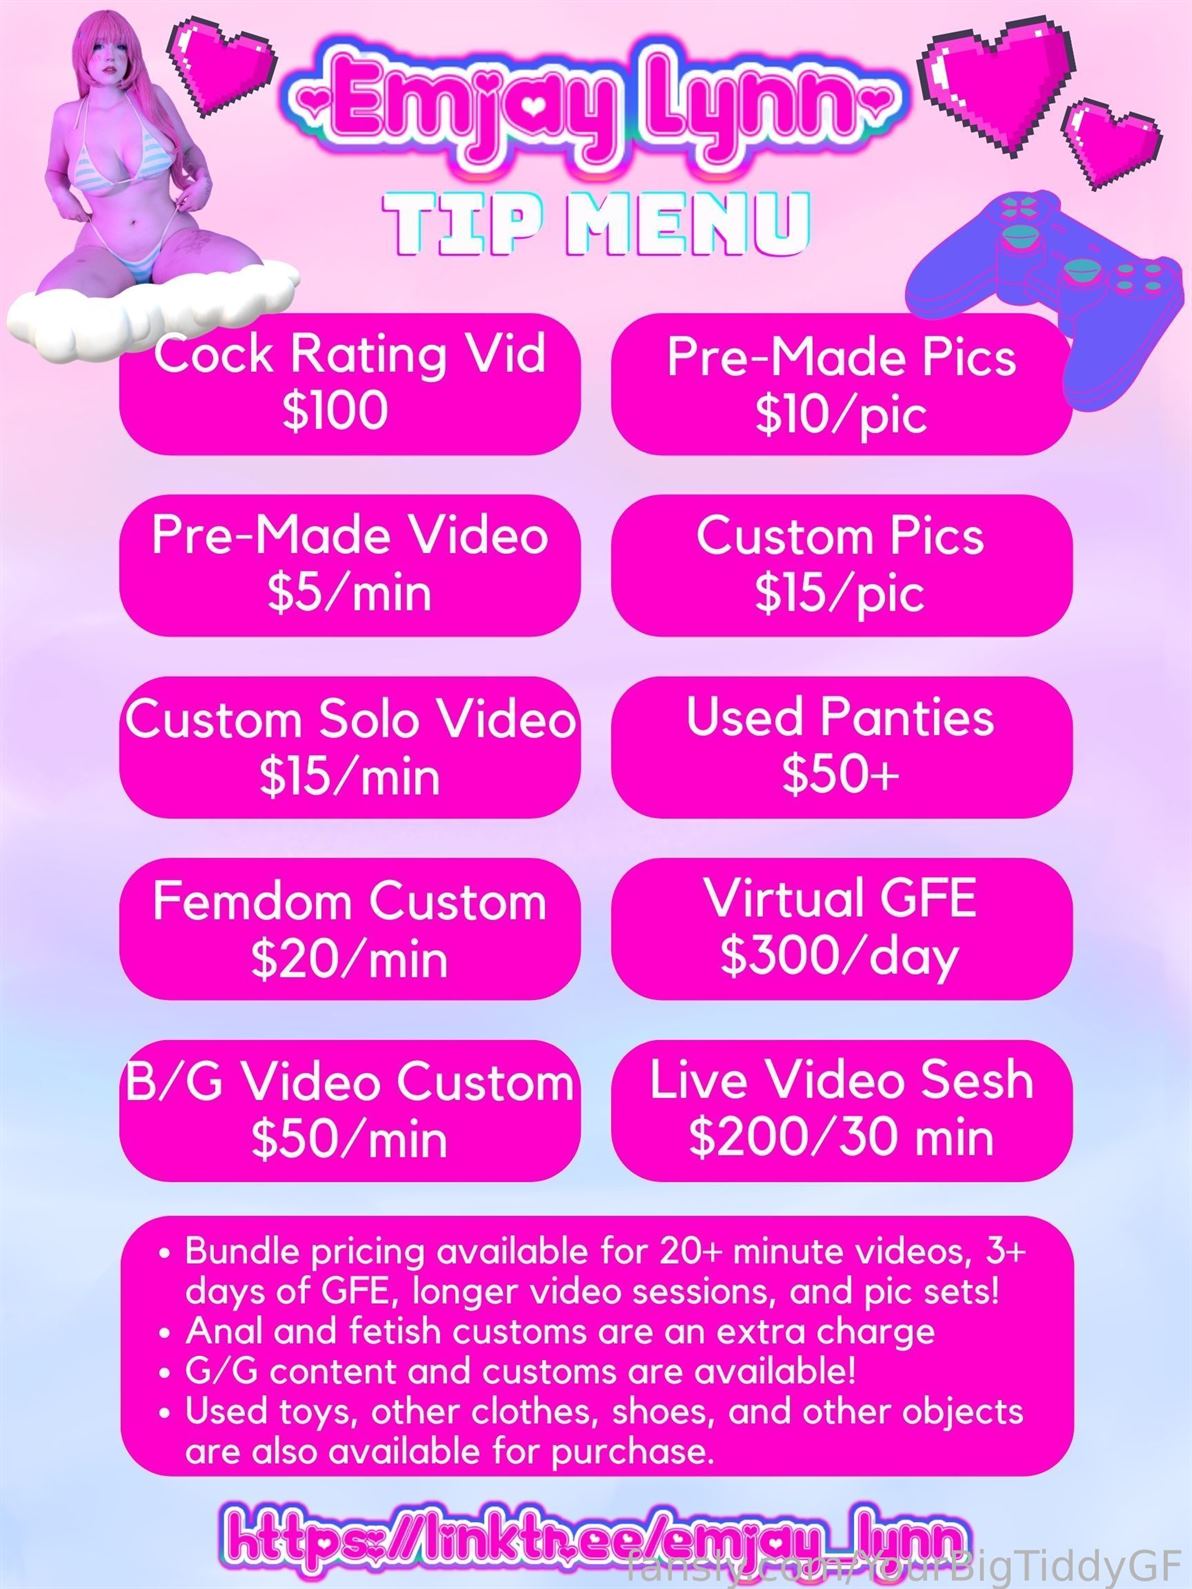 Emjay Lynn
TIP MENU
Cock Rating Vid
$100
Pre-Made Pics
$10/pic
Pre-Made Video
$5/min
Custom Pics
$15/pic
Custom Solo Video
$15/min
Used Panties
$50+
Femdom Custom
$20/min
Virtual GFE
$300/day
B/G Video Custom
$50/min
Live Video Sesh
$200/30 min
• Bundle pricing available for 20+ minute videos, 3+
days of GFE, longer video sessions, and pic sets!
• Anal and fetish customs are an extra charge
• G/G content and customs are available!
• Used toys, other clothes, shoes, and other objects
are also available for purchase.
https://linktr.ee/emjay_lynn
fansly.com/YourBigTiddyGF